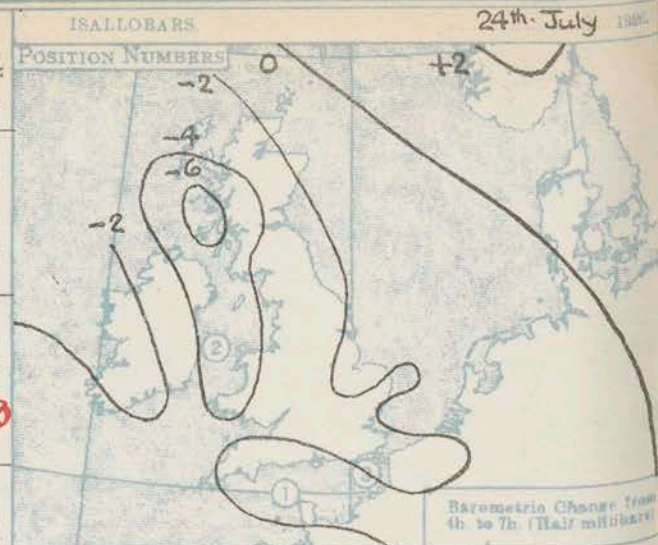 ISALLOBARS
24th. July
POSITION NUMBERS
0
+2
-2
-4
-6
-2
2
3
1
Barometric Change from
4h to 7h. (Half millibars)